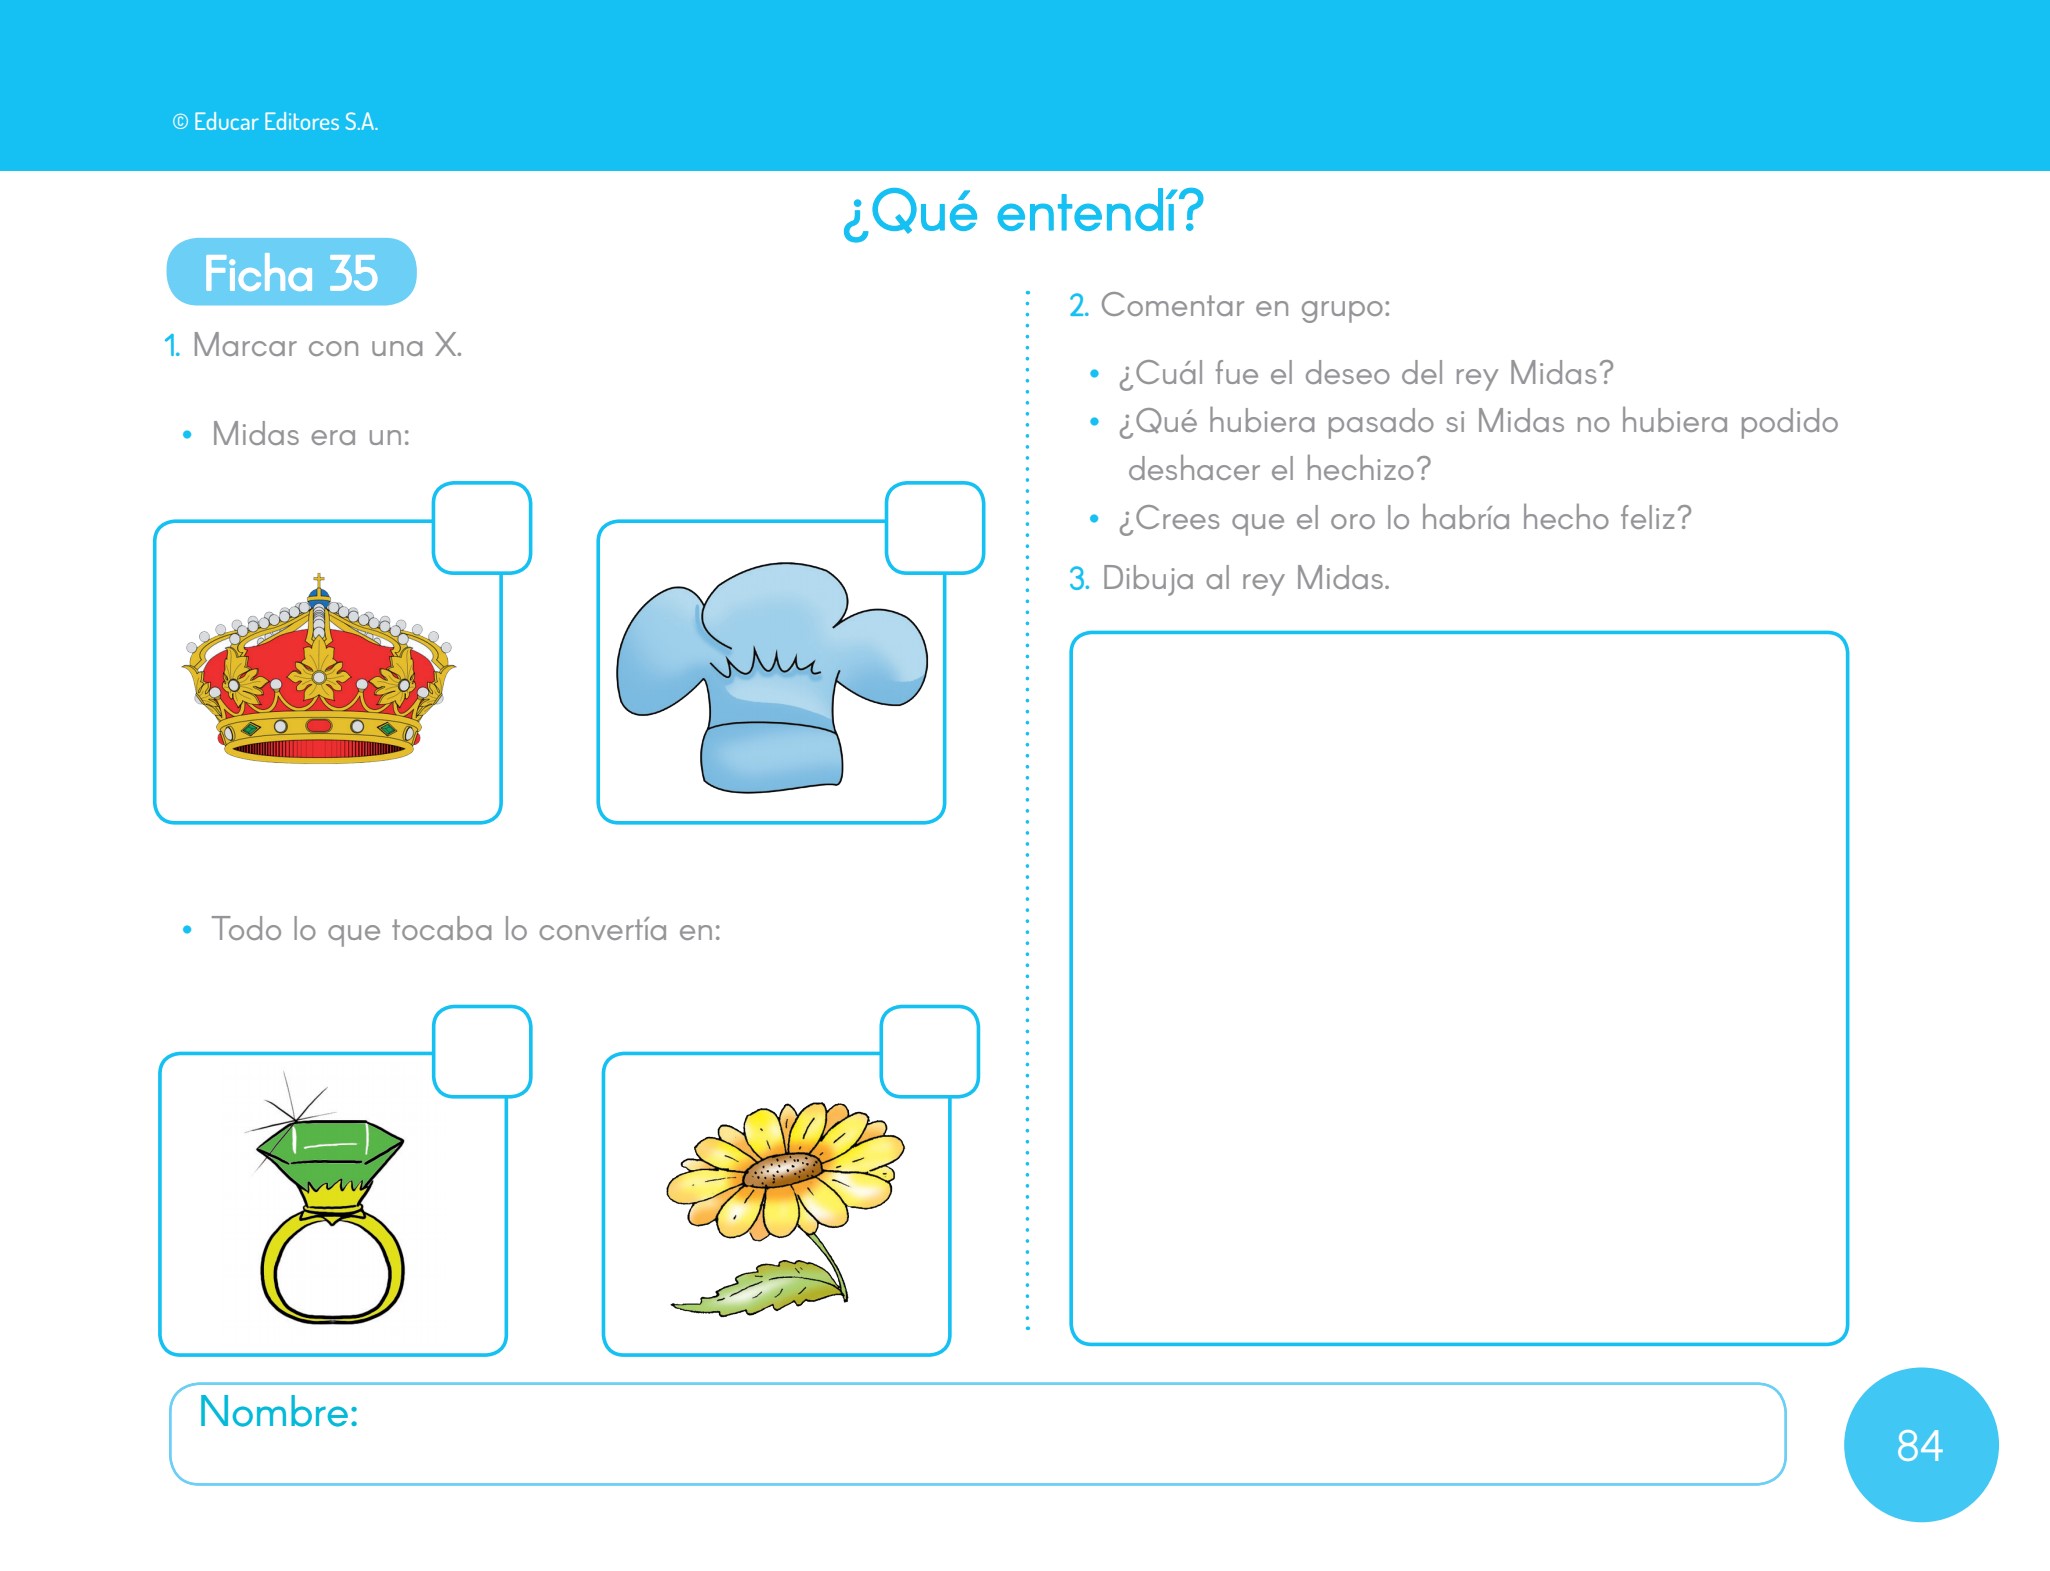 © Educar Editores S.A.
¿Qué entendí?
Ficha 35
1. Marcar con una X.
• Midas era un:
• Todo lo que tocaba lo convertía en:
2. Comentar en grupo:
• ¿Cuál fue el deseo del rey Midas?
• ¿Qué hubiera pasado si Midas no hubiera podido
deshacer el hechizo?
• ¿Crees que el oro lo habría hecho feliz?
3. Dibuja al rey Midas.
Nombre:
84